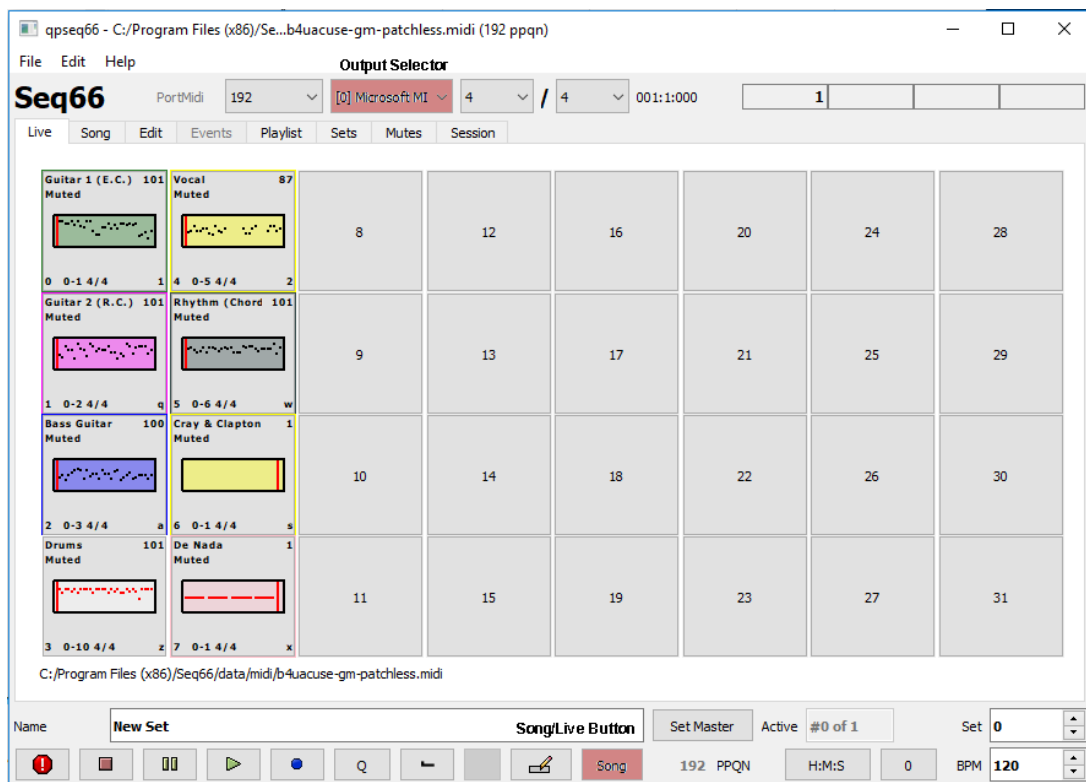 qpseq66 - C:/Program Files (x86)/Se...b4uacuse-gm-patchless.midi (192 ppqn)
File Edit Help
Output Selector
Seq66 PortMidi 192 [0] Microsoft MI 4 / 4 001:1:000 1
Live Song Edit Events Playlist Sets Mutes Session
Guitar 1 (E.C.) 101 Vocal 87
Muted Muted
8 12 16 20 24 28
0 0-1 4/4 1 4 0-5 4/4 2
Guitar 2 (R.C.) 101 Rhythm (Chord 101
Muted Muted
9 13 17 21 25 29
1 0-2 4/4 q 5 0-6 4/4 w
Bass Guitar 100 Cray & Clapton 1
Muted Muted
10 14 18 22 26 30
2 0-3 4/4 a 6 0-1 4/4 s
Drums 101 De Nada 1
Muted Muted
11 15 19 23 27 31
3 0-10 4/4 z 7 0-1 4/4 x
C:/Program Files (x86)/Seq66/data/midi/b4uacuse-gm-patchless.midi
Name New Set Song/Live Button Set Master Active #0 of 1 Set 0
Q Song 192 PPQN H:M:S 0 BPM 120